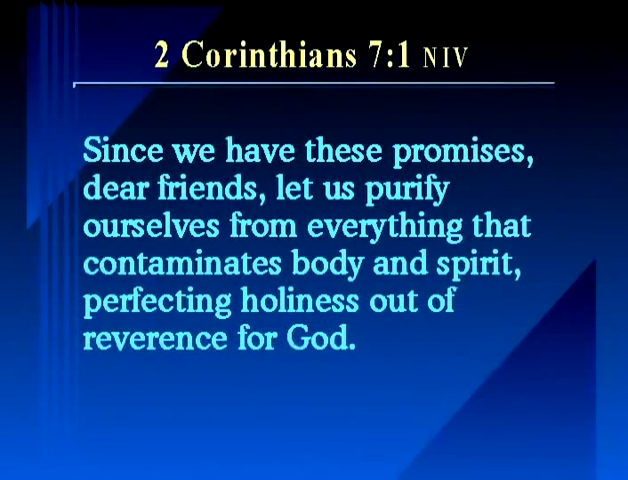 2 Corinthians 7:1 NIV
Since we have these promises,
dear friends, let us purify
ourselves from everything that
contaminates body and spirit,
perfecting holiness out of
reverence for God.